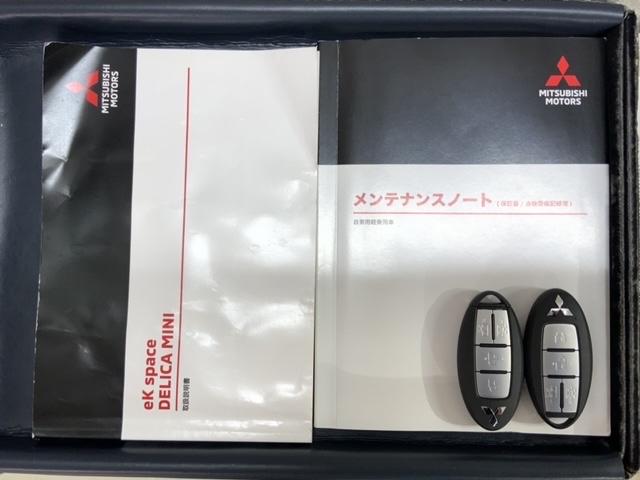 MITSUBISHI
MOTORS
eK space
DELICA MINI
取扱説明書
MITSUBISHI
MOTORS
メンテナンスノート(保証書/点検整備記録簿)
自家用軽乗用車